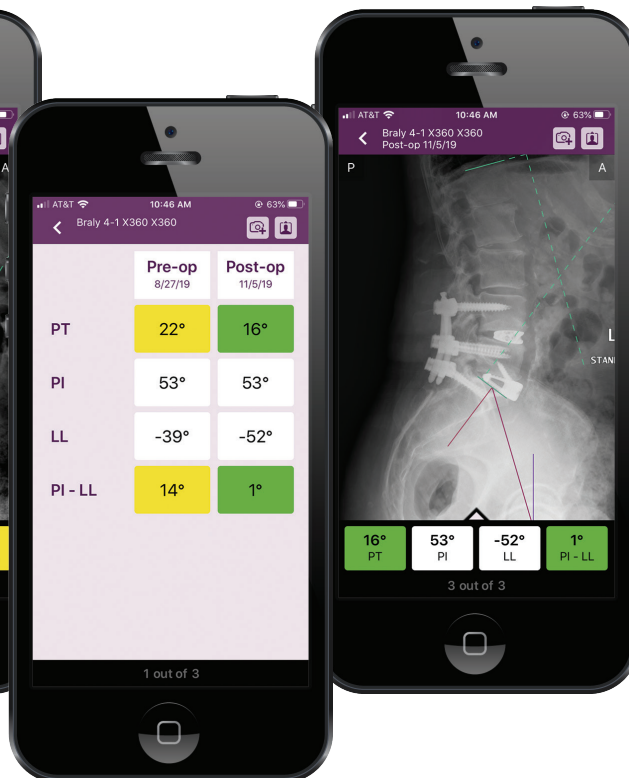 A
AT&T 10:46 AM 63%
Braly 4-1 X360 X360
Pre-op Post-op
8/27/19 11/5/19
PT 22° 16°
PI 53° 53°
LL -39° -52°
PI - LL 14° 1°
1 out of 3
AT&T 10:46 AM 63%
Braly 4-1 X360 X360
Post-op 11/5/19
P A
L
STAN
16° 53° -52° 1°
PT PI LL PI - LL
3 out of 3